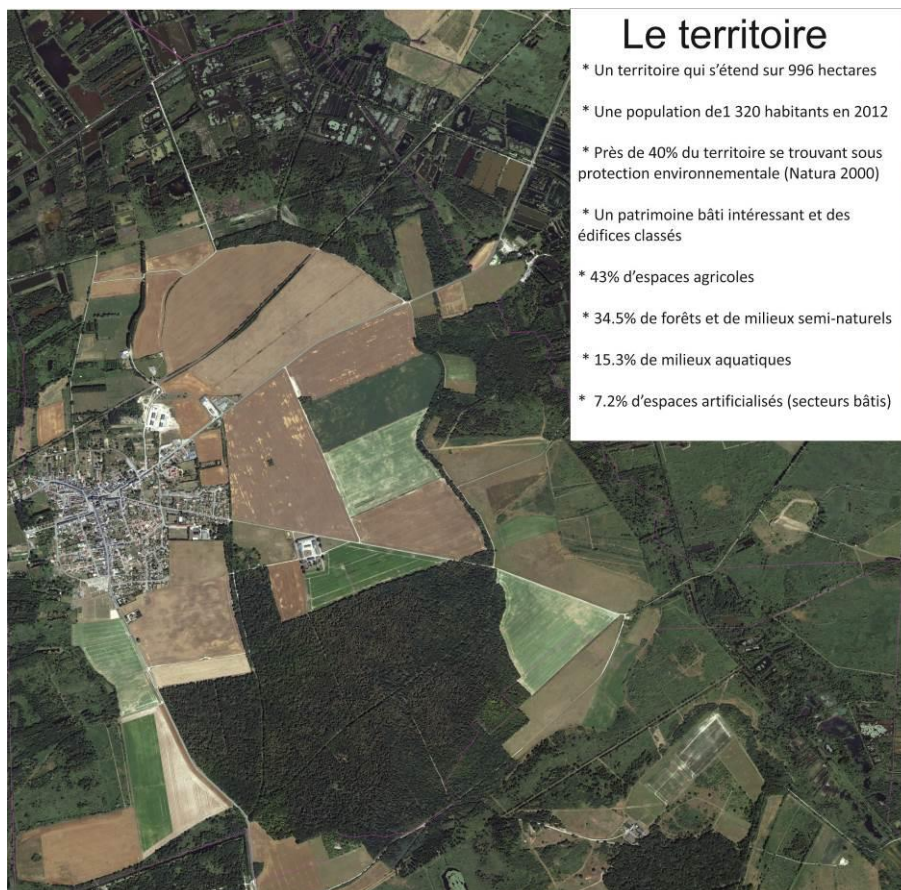 Le territoire
* Un territoire qui s’étend sur 996 hectares
* Une population de1 320 habitants en 2012
* Près de 40% du territoire se trouvant sous
protection environnementale (Natura 2000)
* Un patrimoine bâti intéressant et des
édifices classés
* 43% d’espaces agricoles
* 34.5% de forêts et de milieux semi-naturels
* 15.3% de milieux aquatiques
* 7.2% d’espaces artificialisés (secteurs bâtis)